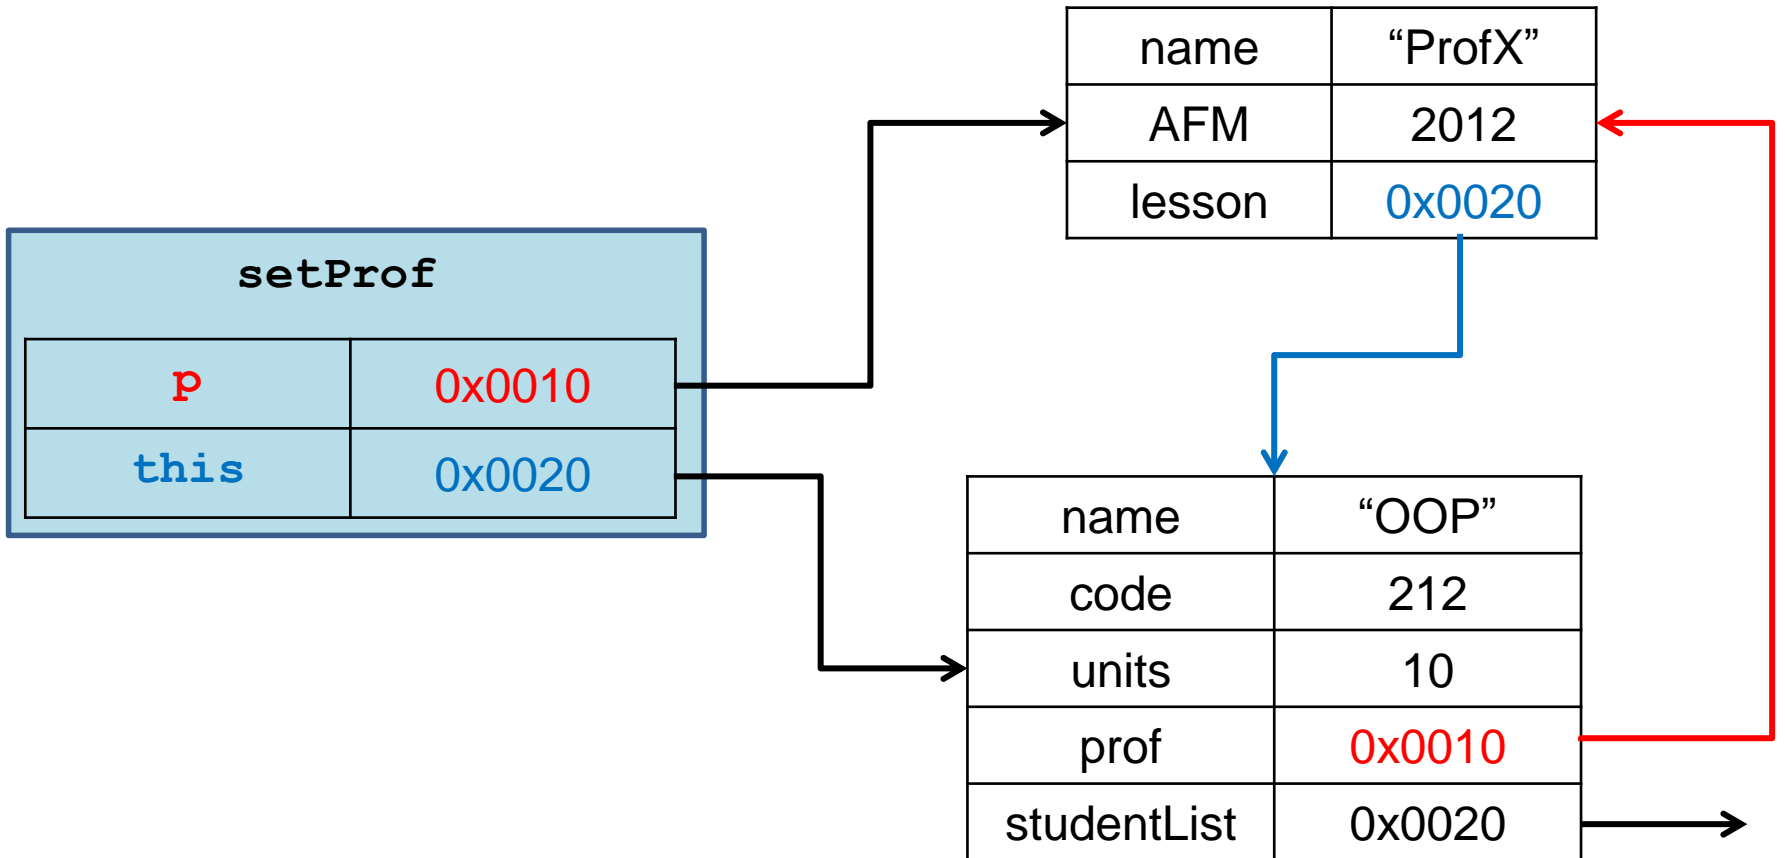 name “ProfX”
AFM 2012
lesson 0x0020
setProf
p 0x0010
this 0x0020
name “OOP”
code 212
units 10
prof 0x0010
studentList 0x0020